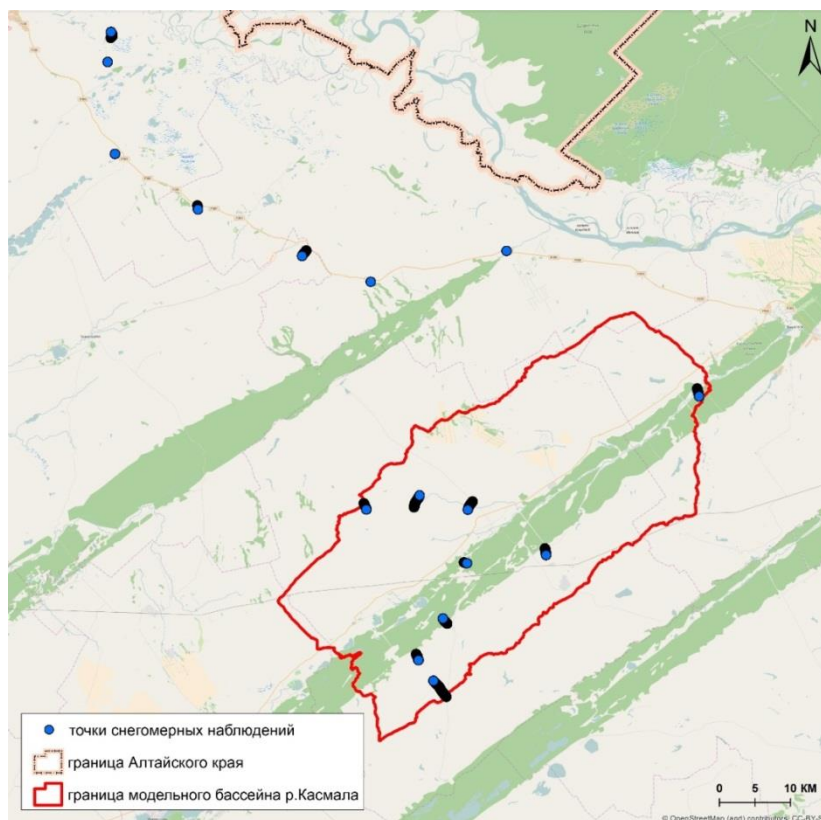 N
точки снегомерных наблюдений
граница Алтайского края
граница модельного бассейна р.Касмала
0 5 10 КМ
© OpenStreetMap (and) contributors, CC-BY-